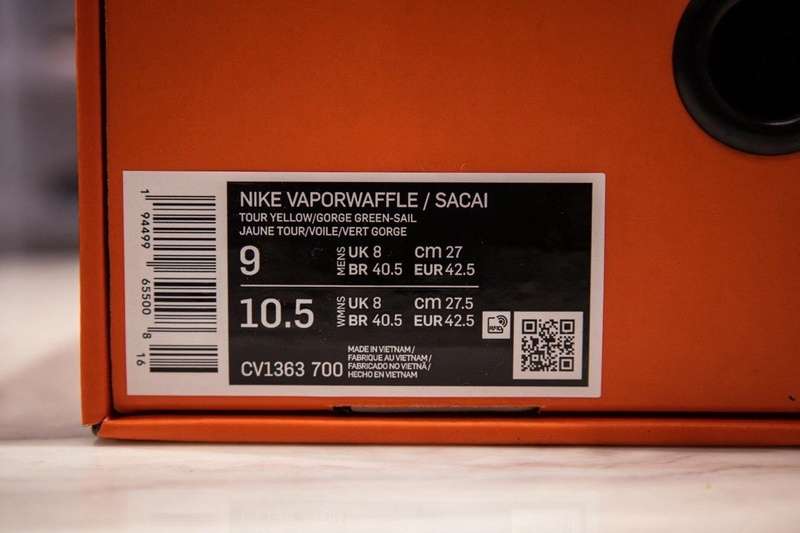 1 94499 65500 8 16
NIKE VAPORWAFFLE / SACAI
TOUR YELLOW/GORGE GREEN-SAIL
JAUNE TOUR/VOILE/VERT GORGE
9 MENS UK 8 cm 27
BR 40.5 EUR 42.5
10.5 WMNS UK 8 cm 27.5
BR 40.5 EUR 42.5
CV1363 700
MADE IN VIETNAM/
FABRIQUE AU VIETNAM/
FABRICADO NO VIETNÃ/
HECHO EN VIETNAM